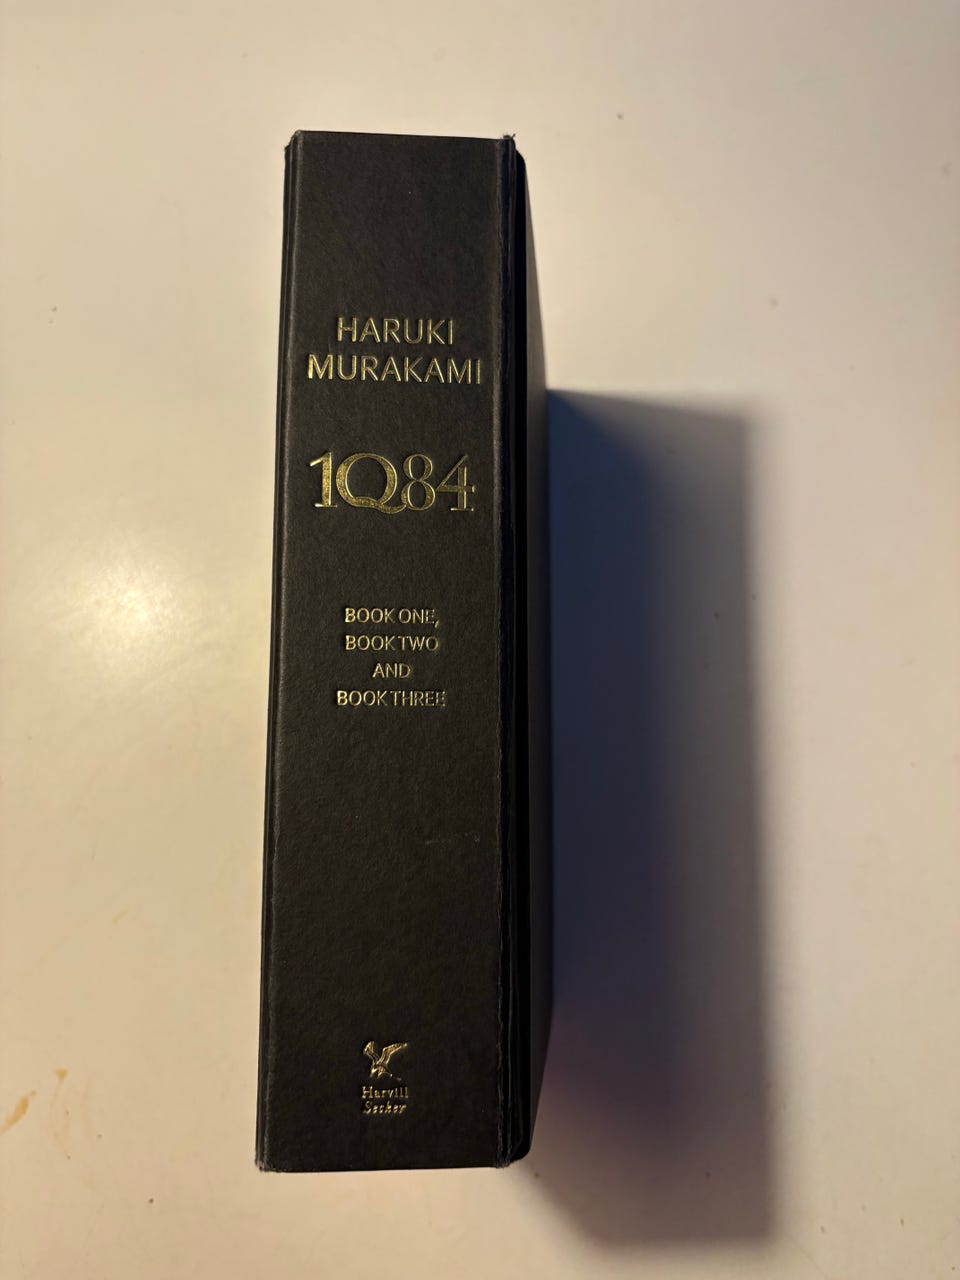 HARUKI
MURAKAMI
1Q84
BOOK ONE,
BOOK TWO
AND
BOOK THREE
Harvill
Secker